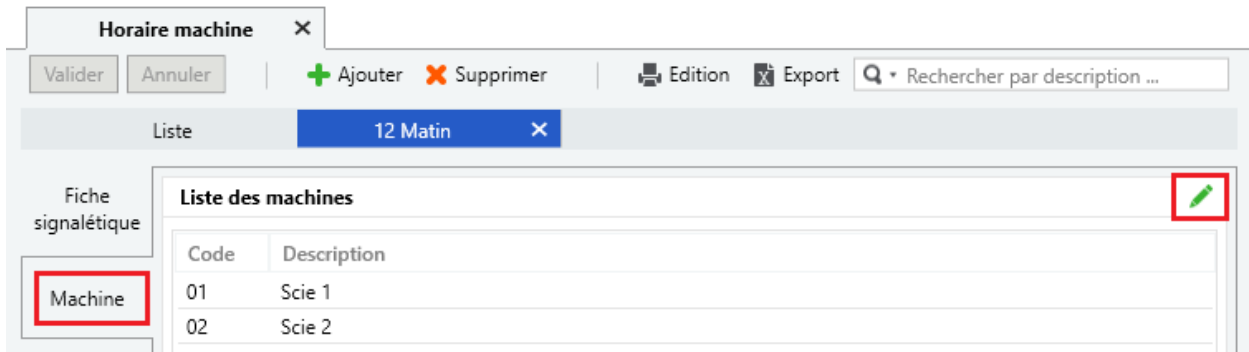 Horaire machine
Valider Annuler Ajouter Supprimer Edition Export Rechercher par description ...
Liste 12 Matin
Fiche signalétique
Liste des machines
Code Description
Machine
01 Scie 1
02 Scie 2